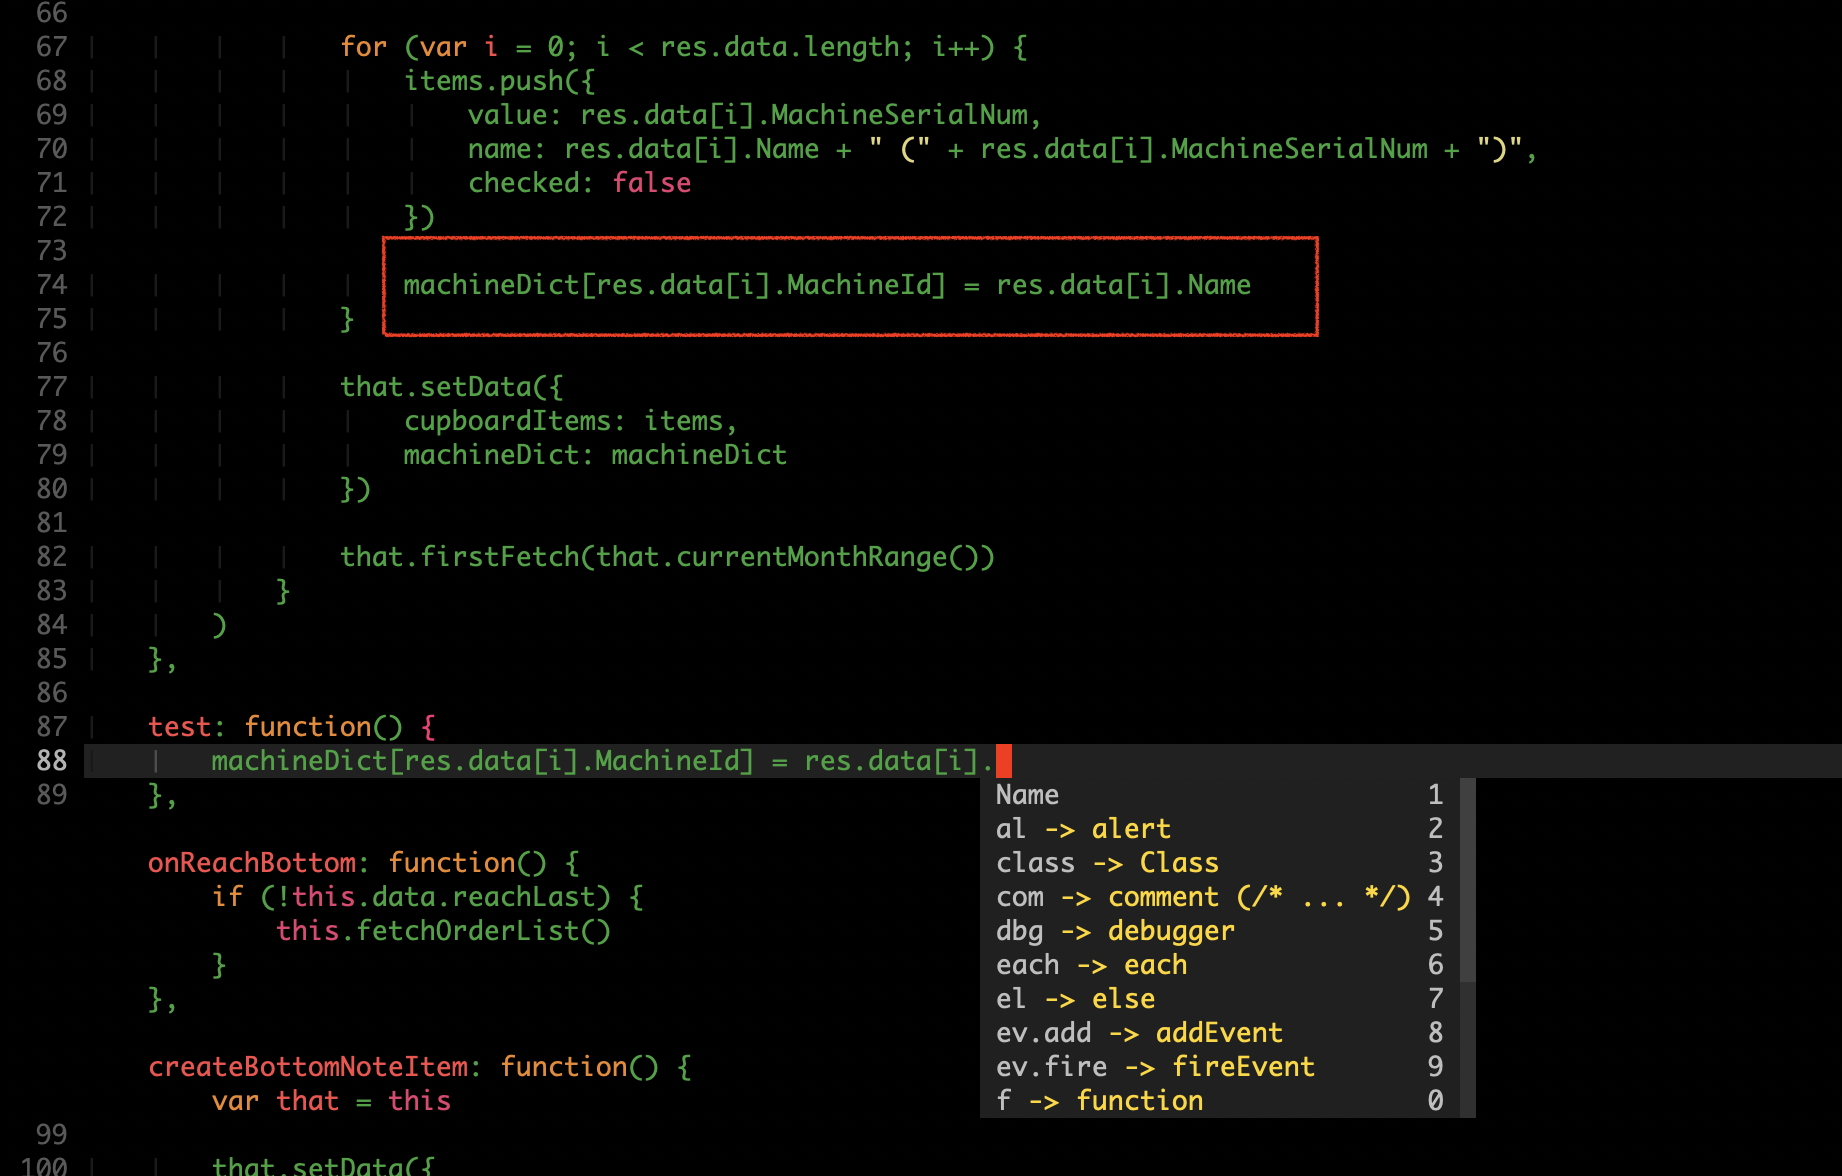 66
67 for (var i = 0; i < res.data.length; i++) {
68 items.push({
69 value: res.data[i].MachineSerialNum,
70 name: res.data[i].Name + " (" + res.data[i].MachineSerialNum + ")",
71 checked: false
72 })
73
74 machineDict[res.data[i].MachineId] = res.data[i].Name
75 }
76
77 that.setData({
78 cupboardItems: items,
79 machineDict: machineDict
80 })
81
82 that.firstFetch(that.currentMonthRange())
83 }
84 )
85 },
86
87 test: function() {
88 machineDict[res.data[i].MachineId] = res.data[i].
89 },
Name 1
al -> alert 2
onReachBottom: function() {
class -> Class 3
if (!this.data.reachLast) {
com -> comment (/* ... */) 4
this.fetchOrderList()
dbg -> debugger 5
}
each -> each 6
},
el -> else 7
ev.add -> addEvent 8
createBottomNoteItem: function() {
ev.fire -> fireEvent 9
var that = this
f -> function 0
99
100 that.setData({